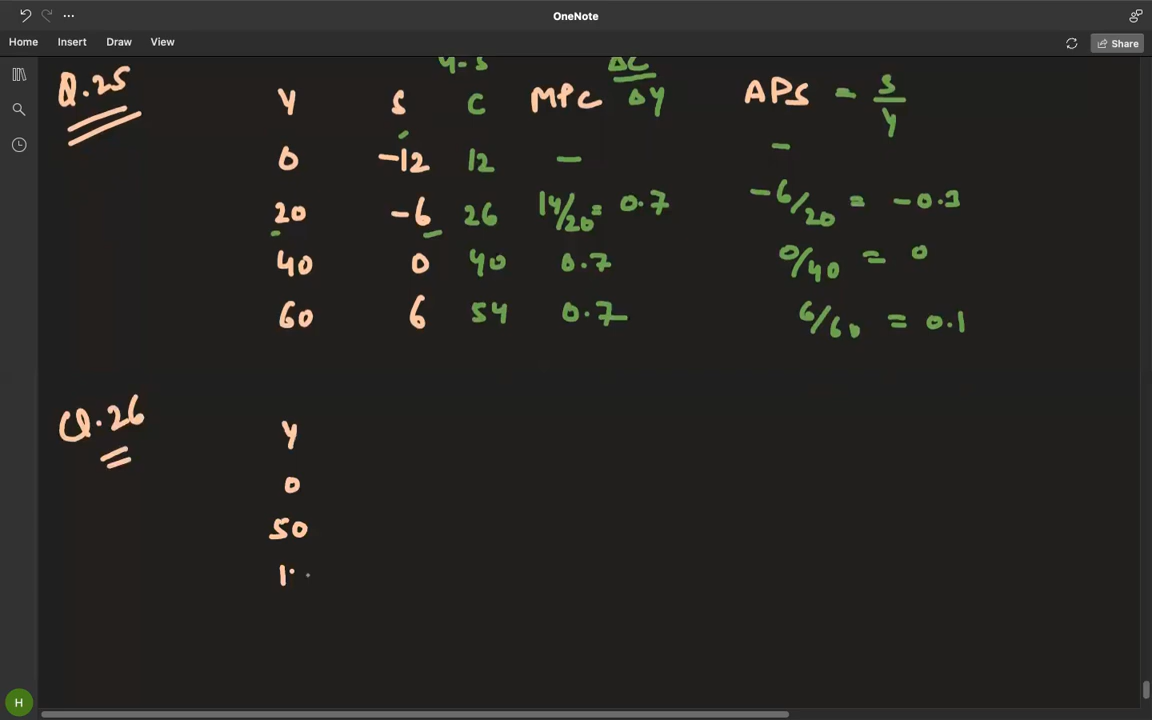 OneNote
Home Insert Draw View
Share
Y-S ΔC
Q.25 Y S C MPC ΔY APS = S/Y
0 -12 12 — -
20 -6 26 14/20 = 0.7 -6/20 = -0.3
40 0 40 0.7 0/40 = 0
60 6 54 0.7 6/60 = 0.1
Q.26 Y
0
50
H